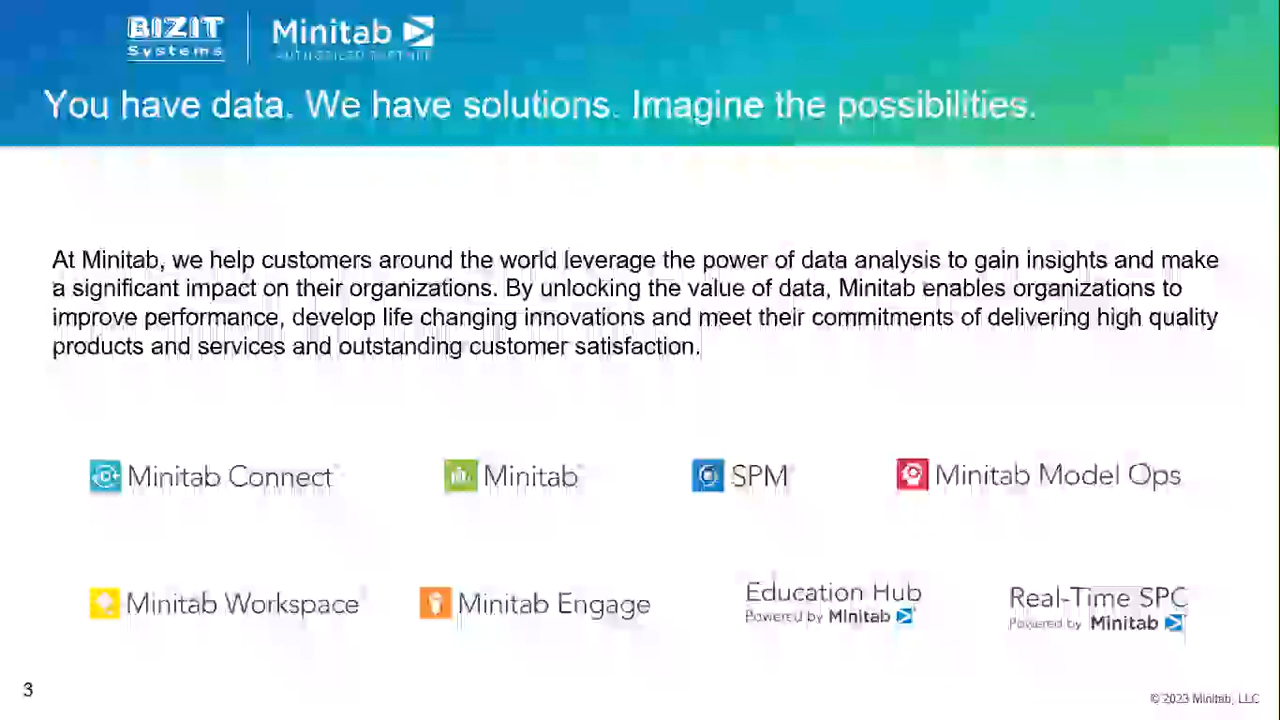 BIZIT
Systems
Minitab
AUTHORIZED PARTNER
You have data. We have solutions. Imagine the possibilities.
At Minitab, we help customers around the world leverage the power of data analysis to gain insights and make
a significant impact on their organizations. By unlocking the value of data, Minitab enables organizations to
improve performance, develop life changing innovations and meet their commitments of delivering high quality
products and services and outstanding customer satisfaction.
Minitab Connect
Minitab
SPM
Minitab Model Ops
Minitab Workspace
Minitab Engage
Education Hub
Powered by Minitab
Real-Time SPC
Powered by Minitab
3
© 2023 Minitab, LLC